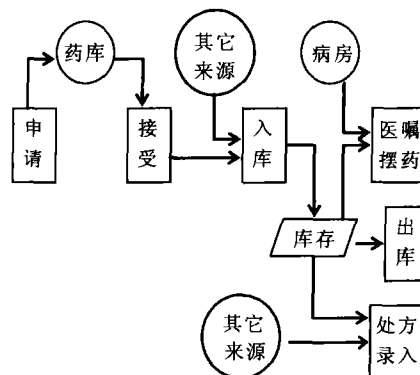 药库
其它
来源
病房
申
请
接
受
入
库
医嘱
摆药
库存
出
库
其它
来源
处方
录入